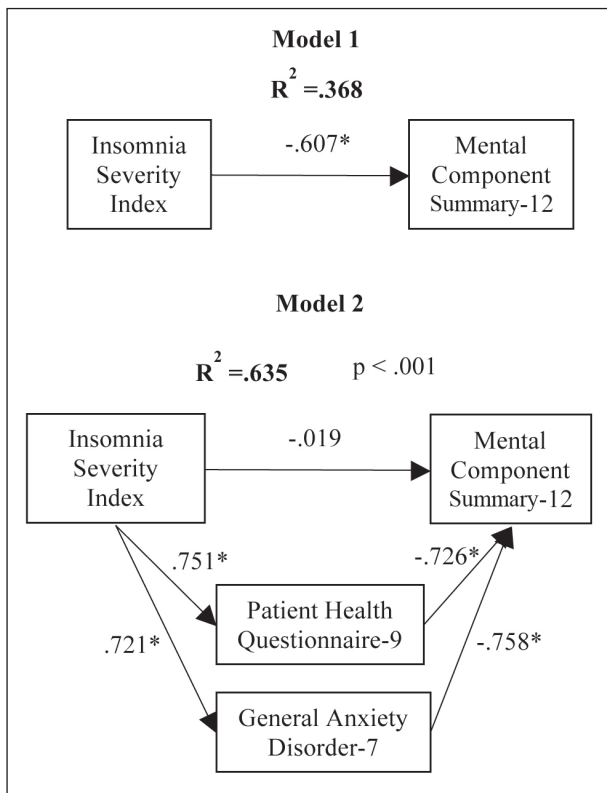 Model 1
R² =.368
Insomnia
Severity
Index
-.607*
Mental
Component
Summary-12
Model 2
R² =.635 p < .001
Insomnia
Severity
Index
-.019
Mental
Component
Summary-12
.751*
-.726*
Patient Health
Questionnaire-9
.721*
-.758*
General Anxiety
Disorder-7